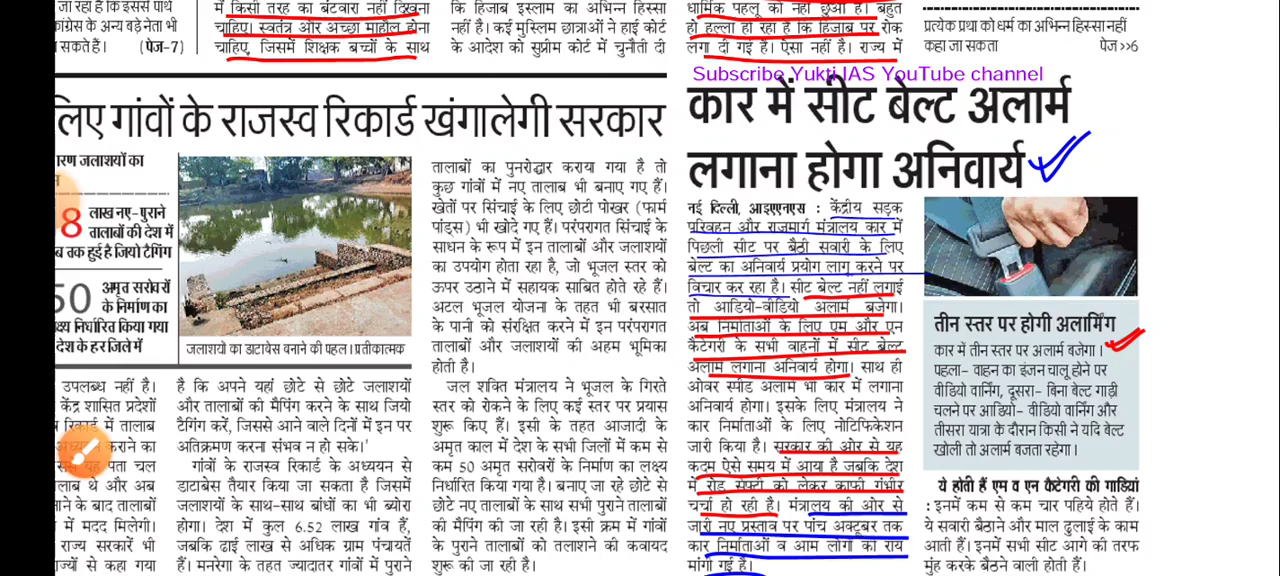 जा रहा है कि इससे पार्थ
कांग्रेस के अन्य बड़े नेता भी
सकते हैं। (पेज-7)
में किसी तरह का बंटवारा नहीं दिखना
चाहिए। स्वतंत्र और अच्छा माहौल होना
चाहिए, जिसमें शिक्षक बच्चों के साथ
कि हिजाब इस्लाम का अभिन्न हिस्सा
नहीं है। कई मुस्लिम छात्राओं ने हाई कोर्ट
के आदेश को सुप्रीम कोर्ट में चुनौती दी
धार्मिक पहलू को नहीं छुआ है। बहुत
हो हल्ला हो रहा है कि हिजाब पर रोक
लगा दी गई है। ऐसा नहीं है। राज्य में
प्रत्येक प्रथा को धर्म का अभिन्न हिस्सा नहीं
कहा जा सकता पेज>>6
Subscribe Yukti IAS YouTube channel
लिए गांवों के राजस्व रिकार्ड खंगालेगी सरकार
रण जलाशयों का
8 लाख नए-पुराने
तालाबों की देश में
ब तक हुई है जियो टैगिंग
50 अमृत सरोवरों
के निर्माण का
क्ष्य निर्धारित किया गया
देश के हर जिले में
जलाशयों का डाटाबेस बनाने की पहल। प्रतीकात्मक
उपलब्ध नहीं है।
केंद्र शासित प्रदेशों
रिकार्ड में तालाब
कराने का
यह पता चल
लाब थे और अब
ाने के बाद तालाबों
में मदद मिलेगी।
राज्य सरकारें भी
ज्यों से कहा गया
है कि अपने यहां छोटे से छोटे जलाशयों
और तालाबों की मैपिंग करने के साथ जियो
टैगिंग करें, जिससे आने वाले दिनों में इन पर
अतिक्रमण करना संभव न हो सके।'
गांवों के राजस्व रिकार्ड के अध्ययन से
डाटाबेस तैयार किया जा सकता है जिसमें
जलाशयों के साथ-साथ बांधों का भी ब्योरा
होगा। देश में कुल 6.52 लाख गांव हैं,
जबकि ढाई लाख से अधिक ग्राम पंचायतें
हैं। मनरेगा के तहत ज्यादातर गांवों में पुराने
तालाबों का पुनरोद्धार कराया गया है तो
कुछ गांवों में नए तालाब भी बनाए गए हैं।
खेतों पर सिंचाई के लिए छोटी पोखर (फार्म
पांड्स) भी खोदे गए हैं। परंपरागत सिंचाई के
साधन के रूप में इन तालाबों और जलाशयों
का उपयोग होता रहा है, जो भूजल स्तर को
ऊपर उठाने में सहायक साबित होते रहे हैं।
अटल भूजल योजना के तहत भी बरसात
के पानी को संरक्षित करने में इन परंपरागत
तालाबों और जलाशयों की अहम भूमिका
होती है।
जल शक्ति मंत्रालय ने भूजल के गिरते
स्तर को रोकने के लिए कई स्तर पर प्रयास
शुरू किए हैं। इसी के तहत आजादी के
अमृत काल में देश के सभी जिलों में कम से
कम 50 अमृत सरोवरों के निर्माण का लक्ष्य
निर्धारित किया गया है। बनाए जा रहे छोटे से
छोटे नए तालाबों के साथ सभी पुराने तालाबों
की मैपिंग की जा रही है। इसी क्रम में गांवों
के पुराने तालाबों को तलाशने की कवायद
शुरू की जा रही है।
कार में सीट बेल्ट अलार्म
लगाना होगा अनिवार्य
नई दिल्ली, आइएएनएस : केंद्रीय सड़क
परिवहन और राजमार्ग मंत्रालय कार में
पिछली सीट पर बैठी सवारी के लिए
बेल्ट का अनिवार्य प्रयोग लागू करने पर
विचार कर रहा है। सीट बेल्ट नहीं लगाई
तो आडियो-वीडियो अलार्म बजेगा।
अब निर्माताओं के लिए एम और एन
कैटेगरी के सभी वाहनों में सीट बेल्ट
अलार्म लगाना अनिवार्य होगा। साथ ही
ओवर स्पीड अलार्म भी कार में लगाना
अनिवार्य होगा। इसके लिए मंत्रालय ने
कार निर्माताओं के लिए नोटिफिकेशन
जारी किया है। सरकार की ओर से यह
कदम ऐसे समय में आया है जबकि देश
में रोड सेफ्टी को लेकर काफी गंभीर
चर्चा हो रही है। मंत्रालय की ओर से
जारी नए प्रस्ताव पर पांच अक्टूबर तक
कार निर्माताओं व आम लोगों की राय
मांगी गई है।
तीन स्तर पर होगी अलार्मिंग
कार में तीन स्तर पर अलार्म बजेगा।
पहला- वाहन का इंजन चालू होने पर
वीडियो वार्निंग, दूसरा- बिना बेल्ट गाड़ी
चलने पर आडियो- वीडियो वार्निंग और
तीसरा यात्रा के दौरान किसी ने यदि बेल्ट
खोली तो अलार्म बजता रहेगा।
ये होती हैं एम व एन कैटेगरी की गाडियां
: इनमें कम से कम चार पहिये होते हैं।
ये सवारी बैठाने और माल ढुलाई के काम
आती हैं। इनमें सभी सीट आगे की तरफ
मुंह करके बैठने वाली होती हैं।